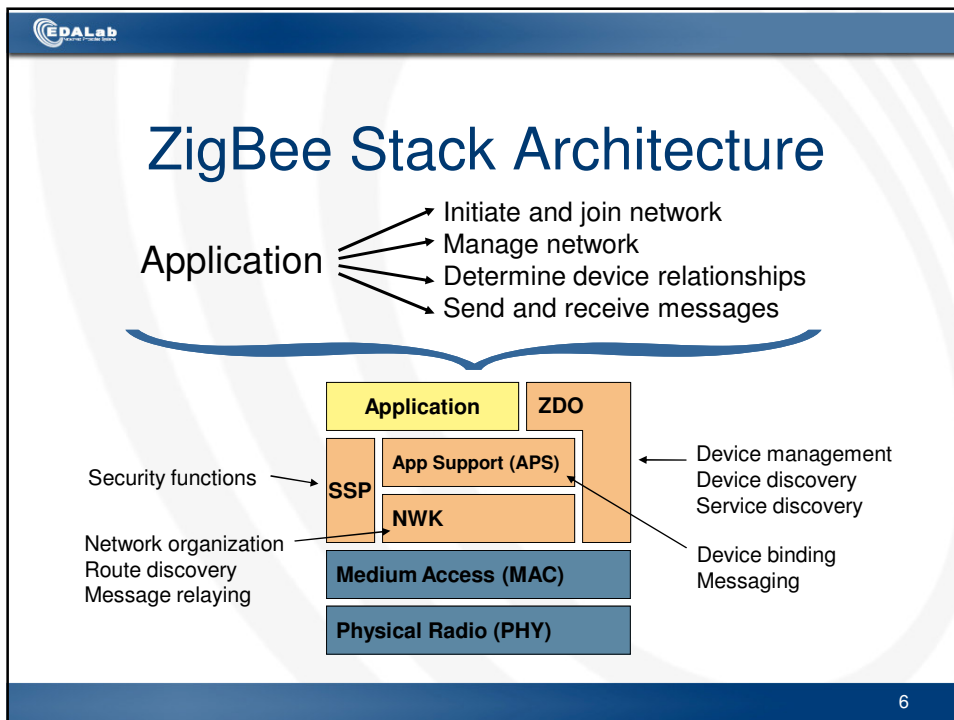 EDALab
ZigBee Stack Architecture
Application
Initiate and join network
Manage network
Determine device relationships
Send and receive messages
Application
ZDO
App Support (APS)
SSP
NWK
Medium Access (MAC)
Physical Radio (PHY)
Security functions
Network organization
Route discovery
Message relaying
Device management
Device discovery
Service discovery
Device binding
Messaging
6